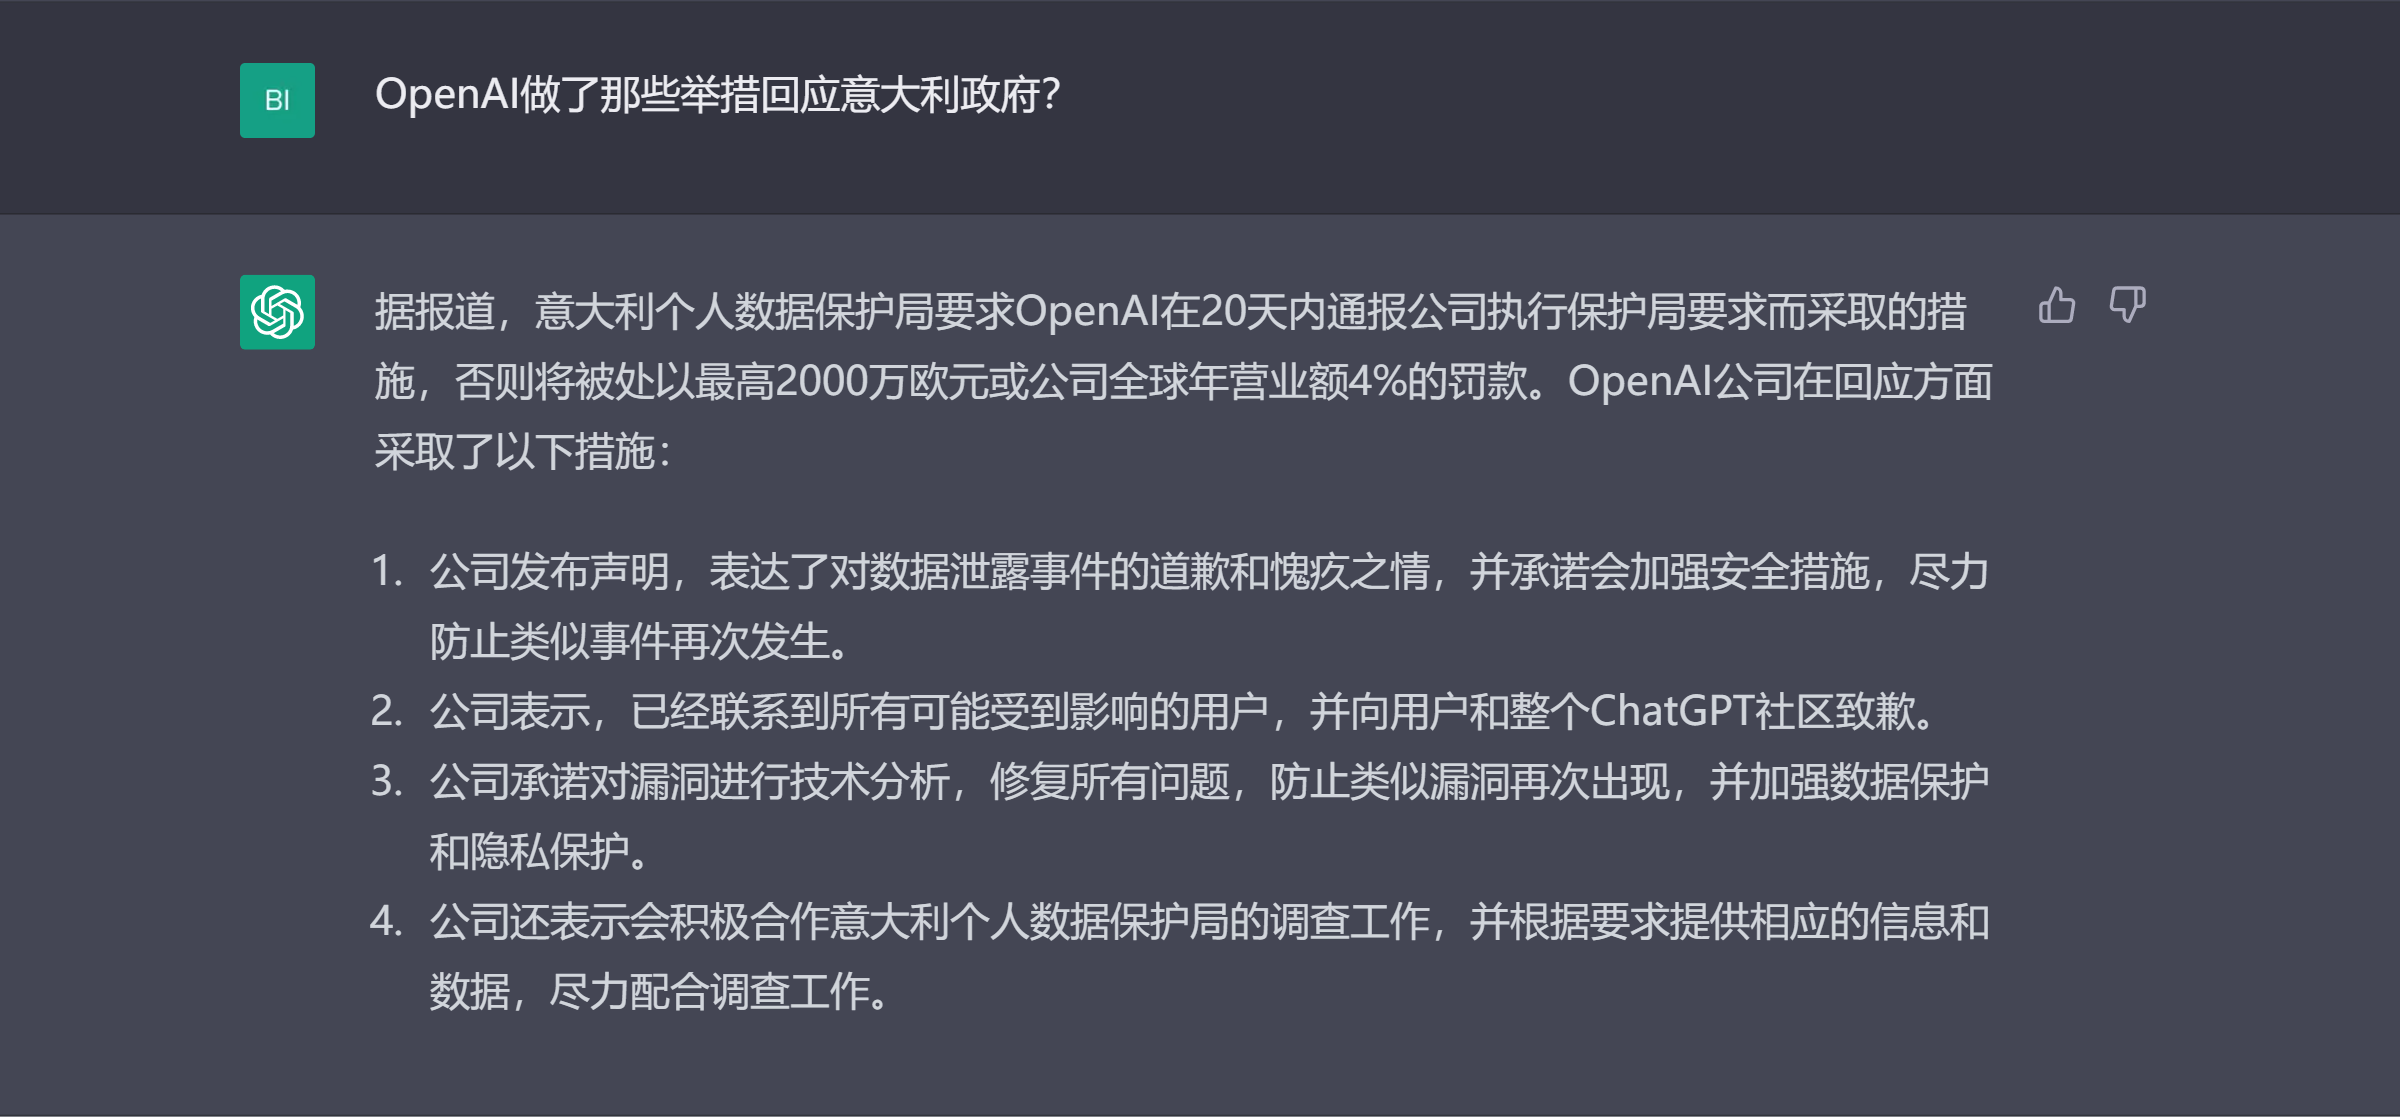 BI
OpenAI做了那些举措回应意大利政府？
据报道，意大利个人数据保护局要求OpenAI在20天内通报公司执行保护局要求而采取的措
施，否则将被处以最高2000万欧元或公司全球年营业额4%的罚款。OpenAI公司在回应方面
采取了以下措施：
1. 公司发布声明，表达了对数据泄露事件的道歉和愧疚之情，并承诺会加强安全措施，尽力
防止类似事件再次发生。
2. 公司表示，已经联系到所有可能受到影响的用户，并向用户和整个ChatGPT社区致歉。
3. 公司承诺对漏洞进行技术分析，修复所有问题，防止类似漏洞再次出现，并加强数据保护
和隐私保护。
4. 公司还表示会积极合作意大利个人数据保护局的调查工作，并根据要求提供相应的信息和
数据，尽力配合调查工作。